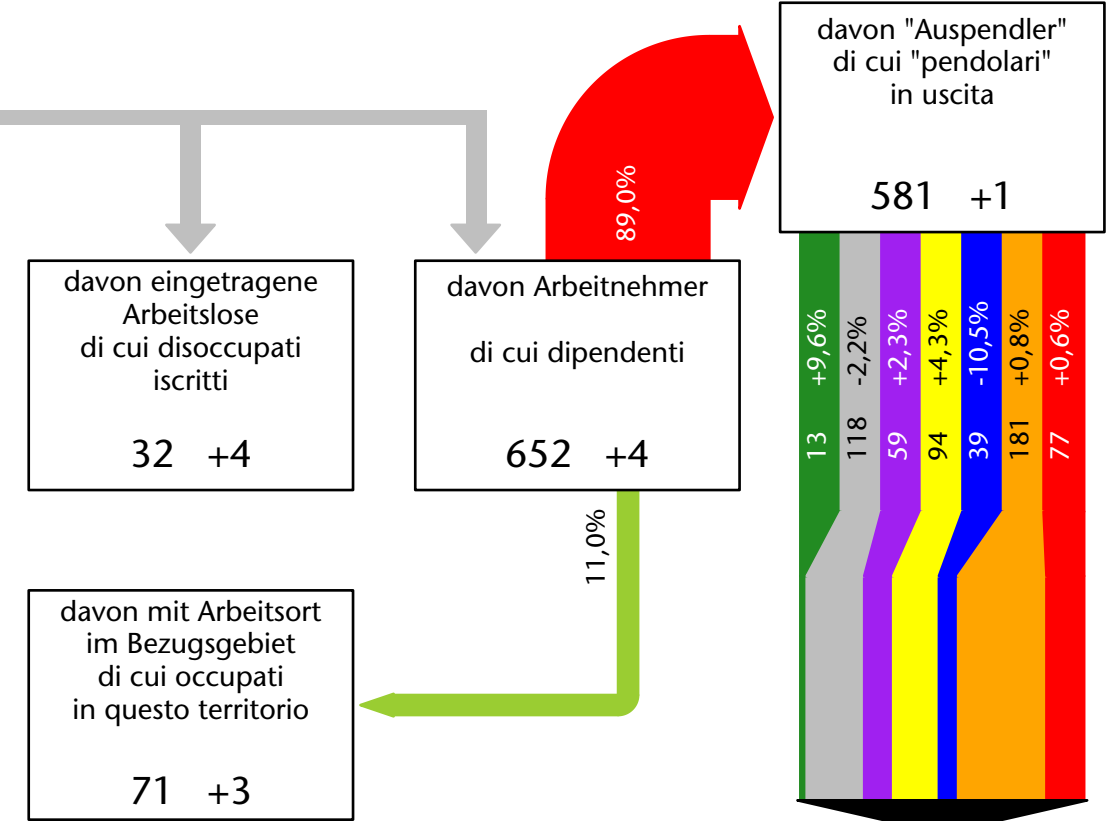 davon "Auspendler"
di cui "pendolari"
in uscita
581 +1
89,0%
davon eingetragene
Arbeitslose
di cui disoccupati
iscritti
32 +4
davon Arbeitnehmer
di cui dipendenti
652 +4
13 +9,6%
118 -2,2%
59 +2,3%
94 +4,3%
39 -10,5%
181 +0,8%
77 +0,6%
11,0%
davon mit Arbeitsort
im Bezugsgebiet
di cui occupati
in questo territorio
71 +3